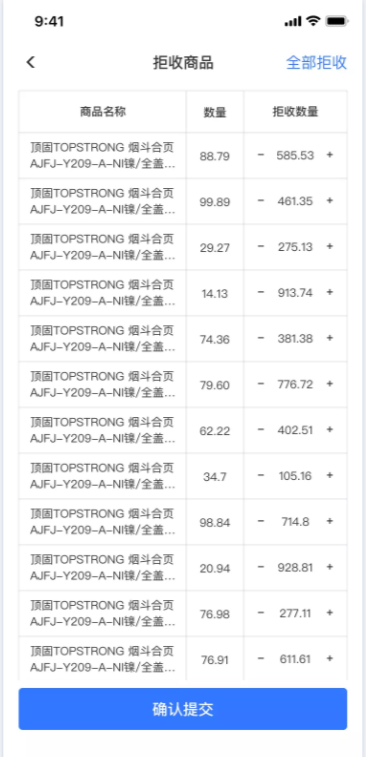 9:41
拒收商品 全部拒收
商品名称 数量 拒收数量
顶固TOPSTRONG 烟斗合页
AJFJ-Y209-A-NI镍/全盖...
88.79 - 585.53 +
顶固TOPSTRONG 烟斗合页
AJFJ-Y209-A-NI镍/全盖...
99.89 - 461.35 +
顶固TOPSTRONG 烟斗合页
AJFJ-Y209-A-NI镍/全盖...
29.27 - 275.13 +
顶固TOPSTRONG 烟斗合页
AJFJ-Y209-A-NI镍/全盖...
14.13 - 913.74 +
顶固TOPSTRONG 烟斗合页
AJFJ-Y209-A-NI镍/全盖...
74.36 - 381.38 +
顶固TOPSTRONG 烟斗合页
AJFJ-Y209-A-NI镍/全盖...
79.60 - 776.72 +
顶固TOPSTRONG 烟斗合页
AJFJ-Y209-A-NI镍/全盖...
62.22 - 402.51 +
顶固TOPSTRONG 烟斗合页
AJFJ-Y209-A-NI镍/全盖...
34.7 - 105.16 +
顶固TOPSTRONG 烟斗合页
AJFJ-Y209-A-NI镍/全盖...
98.84 - 714.8 +
顶固TOPSTRONG 烟斗合页
AJFJ-Y209-A-NI镍/全盖...
20.94 - 928.81 +
顶固TOPSTRONG 烟斗合页
AJFJ-Y209-A-NI镍/全盖...
76.98 - 277.11 +
顶固TOPSTRONG 烟斗合页
AJFJ-Y209-A-NI镍/全盖...
76.91 - 611.61 +
确认提交